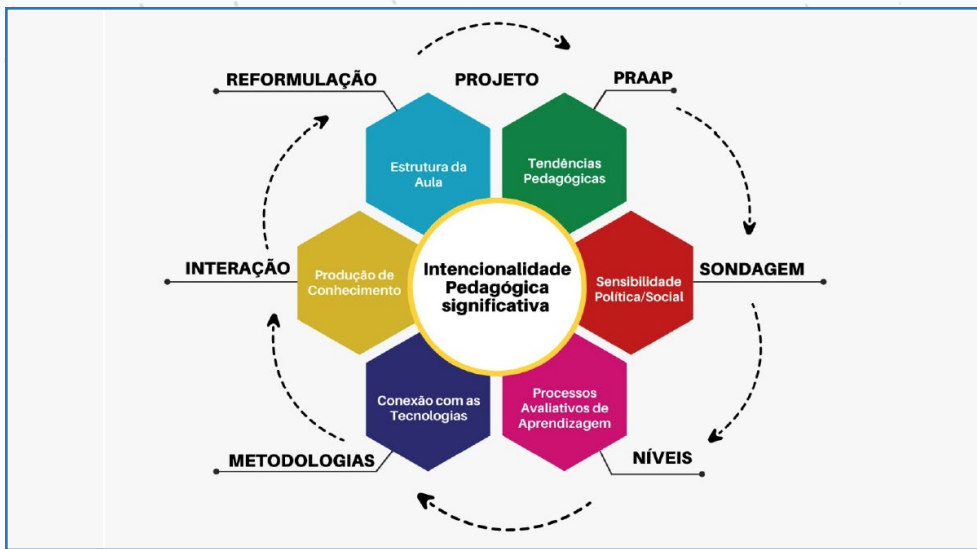 REFORMULAÇÃO
PROJETO
PRAAP
Estrutura da
Aula
Tendências
Pedagógicas
INTERAÇÃO
Produção de
Conhecimento
Intencionalidade
Pedagógica
significativa
Sensibilidade
Política/Social
SONDAGEM
Conexão com as
Tecnologias
Processos
Avaliativos de
Aprendizagem
METODOLOGIAS
NÍVEIS